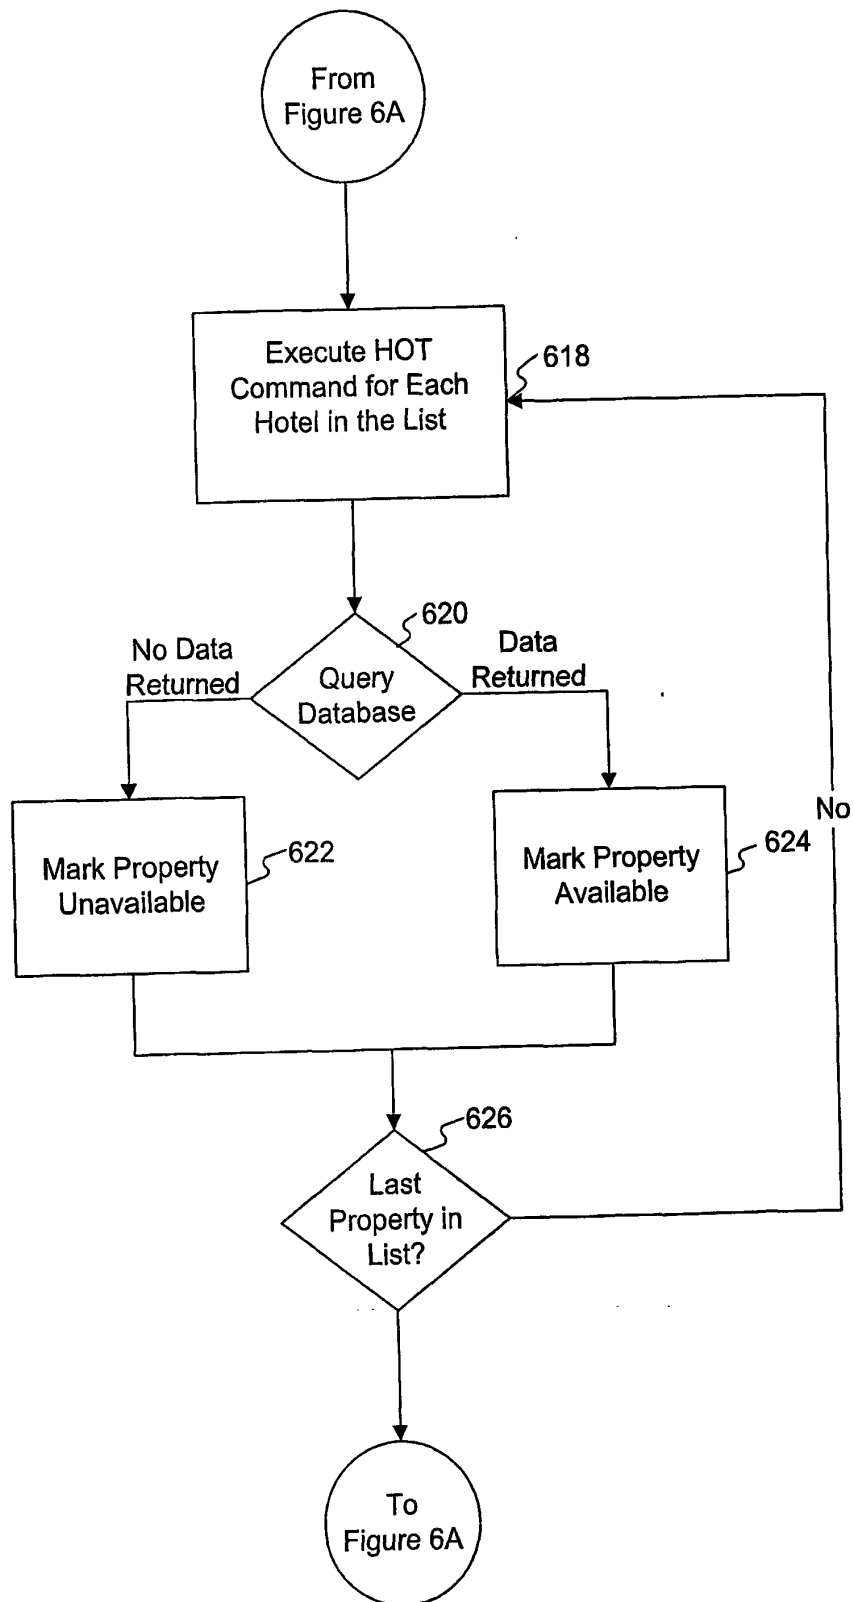 From
Figure 6A
Execute HOT
Command for Each
Hotel in the List
618
620
No Data
Returned
Query
Database
Data
Returned
Mark Property
Unavailable
622
Mark Property
Available
624
No
626
Last
Property in
List?
To
Figure 6A